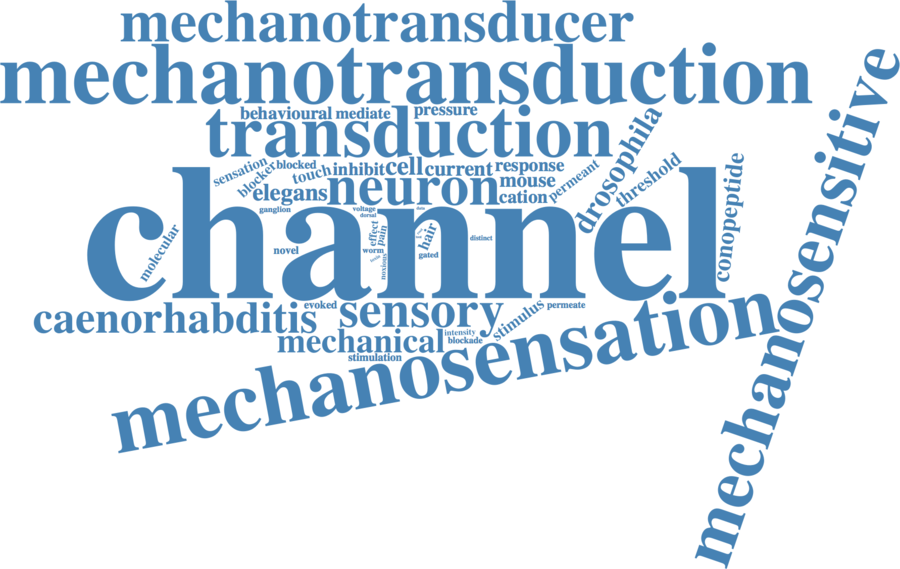 mechanotransducer
mechanotransduction
mechanosensitive
behavioural mediate pressure
transduction
drosophila
sensation blocker blocked touch inhibit cell current response permeant threshold
elegans neuron mouse cation
conopeptide
ganglion voltage dorsal
channel
molecular novel effect pain worm noxious hair gated distinct
caenorhabditis evoked sensory stimulus permeate
mechanical intensity blockade
stimulation
mechanosensation